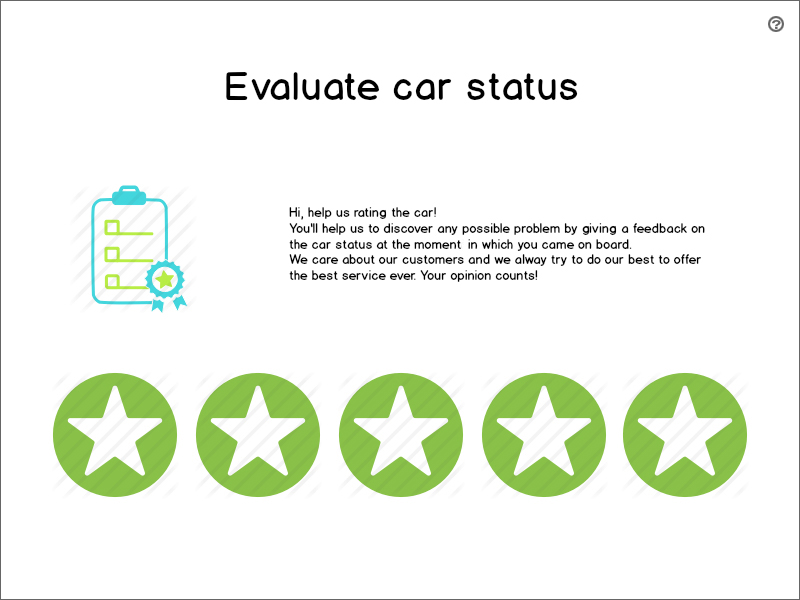 Evaluate car status
Hi, help us rating the car!
You'll help us to discover any possible problem by giving a feedback on
the car status at the moment in which you came on board.
We care about our customers and we alway try to do our best to offer
the best service ever. Your opinion counts!